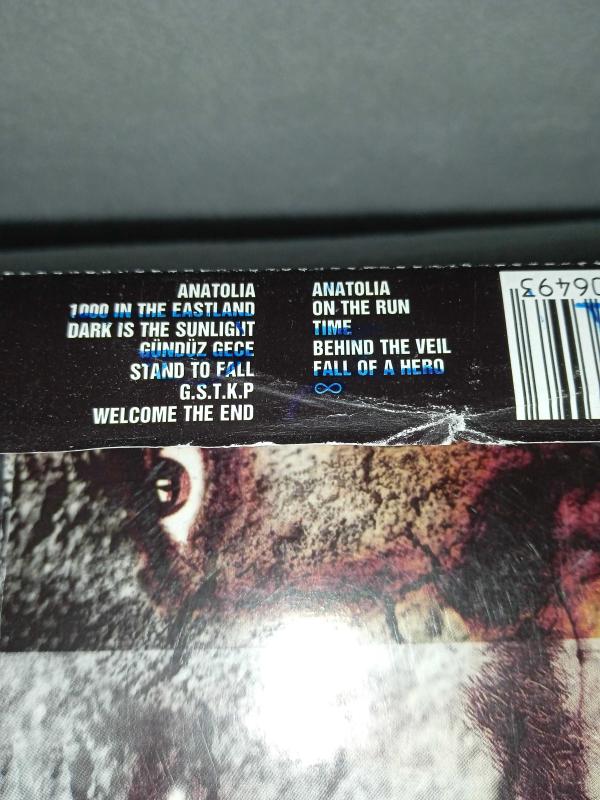 ANATOLIA
1000 IN THE EASTLAND
DARK IS THE SUNLIGHT
GÜNDÜZ GECE
STAND TO FALL
G.S.T.K.P
WELCOME THE END
ANATOLIA
ON THE RUN
TIME
BEHIND THE VEIL
FALL OF A HERO
∞
06493